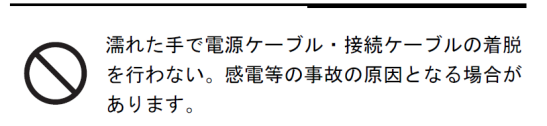 濡れた手で電源ケーブル・接続ケーブルの着脱
を行わない。感電等の事故の原因となる場合が
あります。